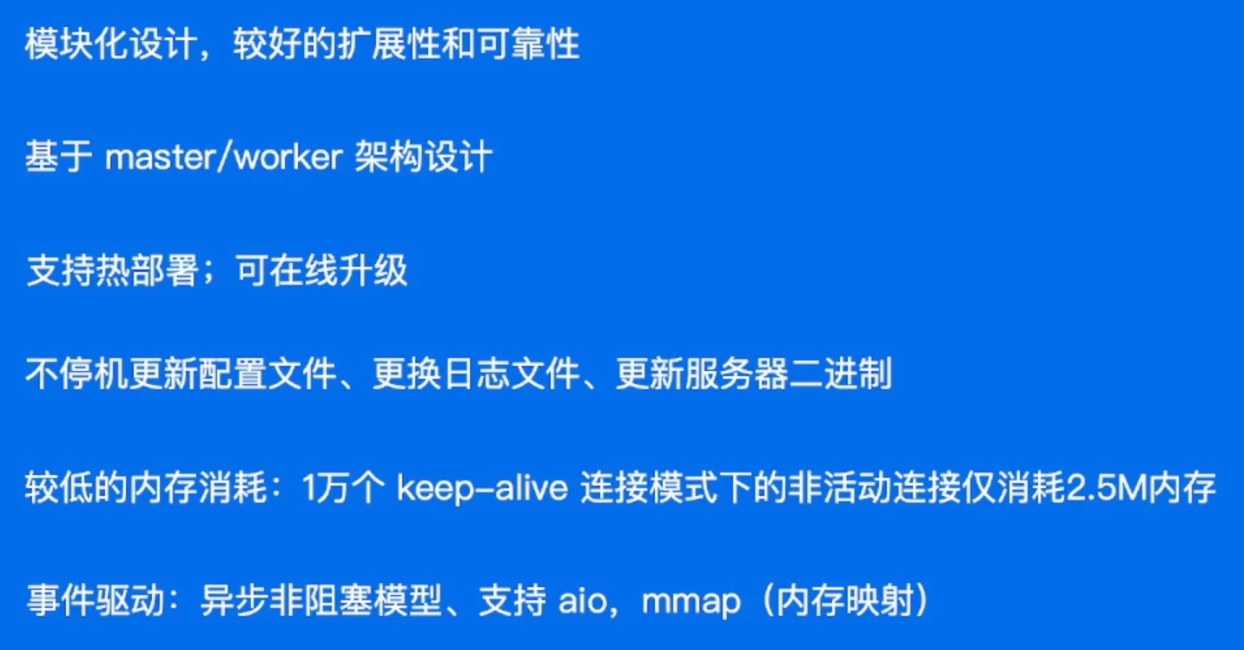 模块化设计，较好的扩展性和可靠性
基于 master/worker 架构设计
支持热部署；可在线升级
不停机更新配置文件、更换日志文件、更新服务器二进制
较低的内存消耗：1万个 keep-alive 连接模式下的非活动连接仅消耗2.5M内存
事件驱动：异步非阻塞模型、支持 aio，mmap（内存映射）